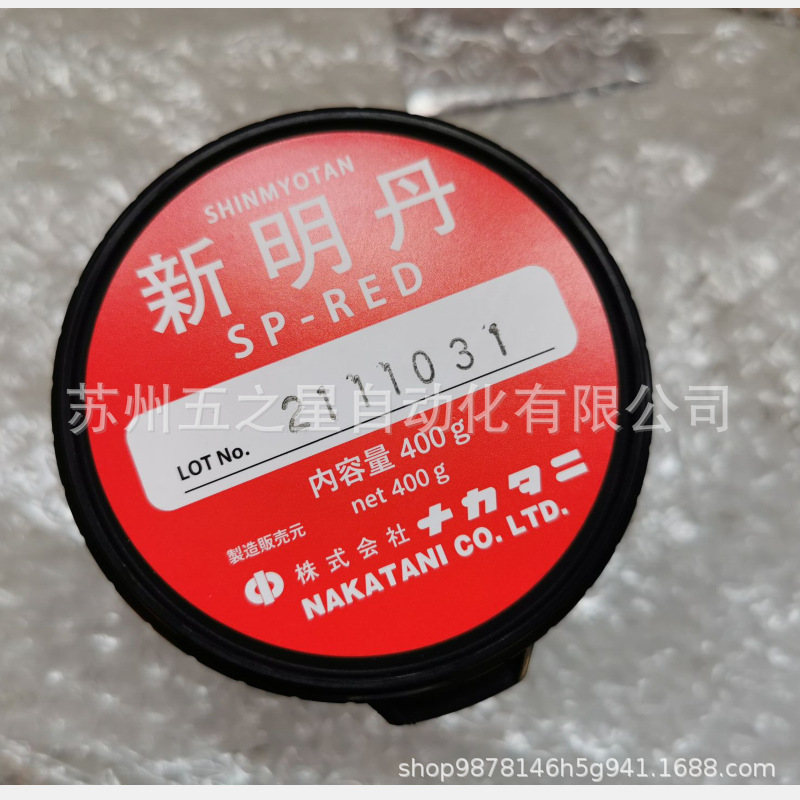 SHINMYOTAN
新明丹
SP-RED
LOT No. 2111031
内容量 400 g
net 400 g
製造販売元
株式会社 ナカタニ
NAKATANI CO. LTD.
苏州五之星自动化有限公司
shop9878146h5g941.1688.com